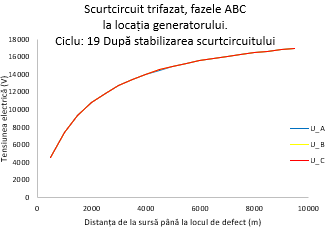 Scurtcircuit trifazat, fazele ABC
la locația generatorului.
Ciclu: 19 După stabilizarea scurtcircuitului
Tensiunea electrică (V)
18000
16000
14000
12000
10000
8000
6000
4000
2000
0
0
2000
4000
6000
8000
10000
Distanța de la sursă până la locul de defect (m)
U_A
U_B
U_C